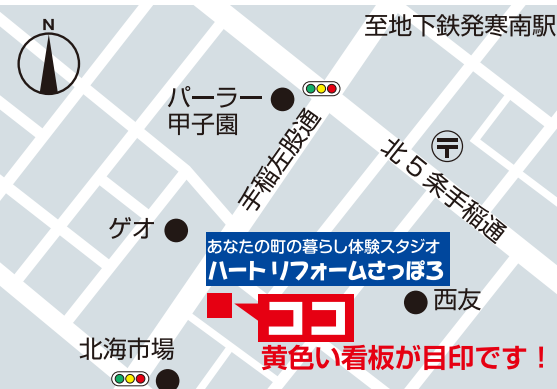 N
至地下鉄発寒南駅
パーラー
甲子園
手稲左股通
北5条手稲通
ゲオ
あなたの町の暮らし体験スタジオ
ハートリフォームさっぽろ
西友
ココ
北海市場
黄色い看板が目印です！